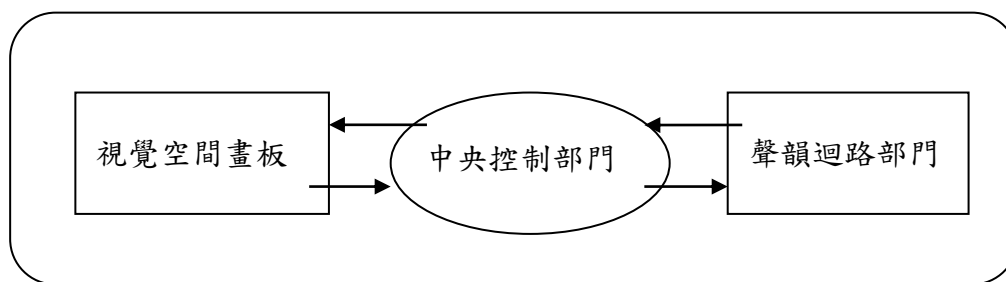 視覺空間畫板
中央控制部門
聲韻迴路部門